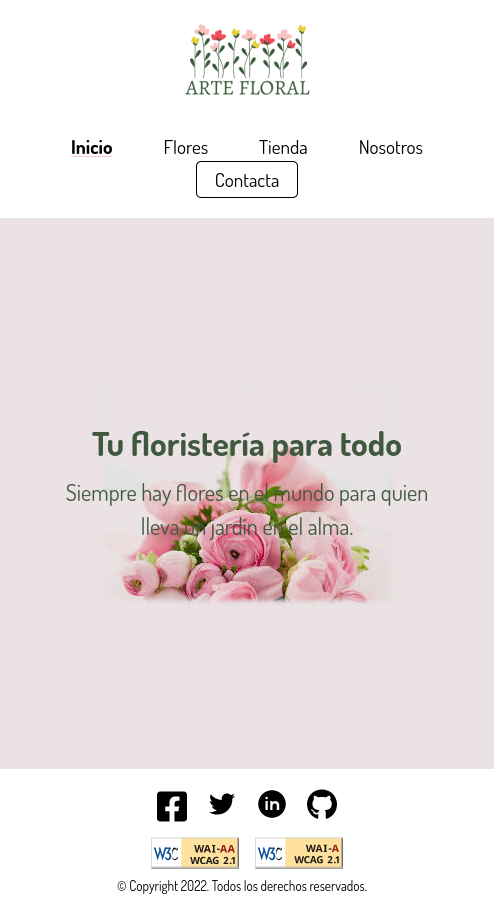 ARTE FLORAL
Inicio Flores Tienda Nosotros
Contacta
Tu floristería para todo
Siempre hay flores en el mundo para quien
lleva un jardín en el alma.
W3C WAI-AA WCAG 2.1
W3C WAI-A WCAG 2.1
© Copyright 2022. Todos los derechos reservados.